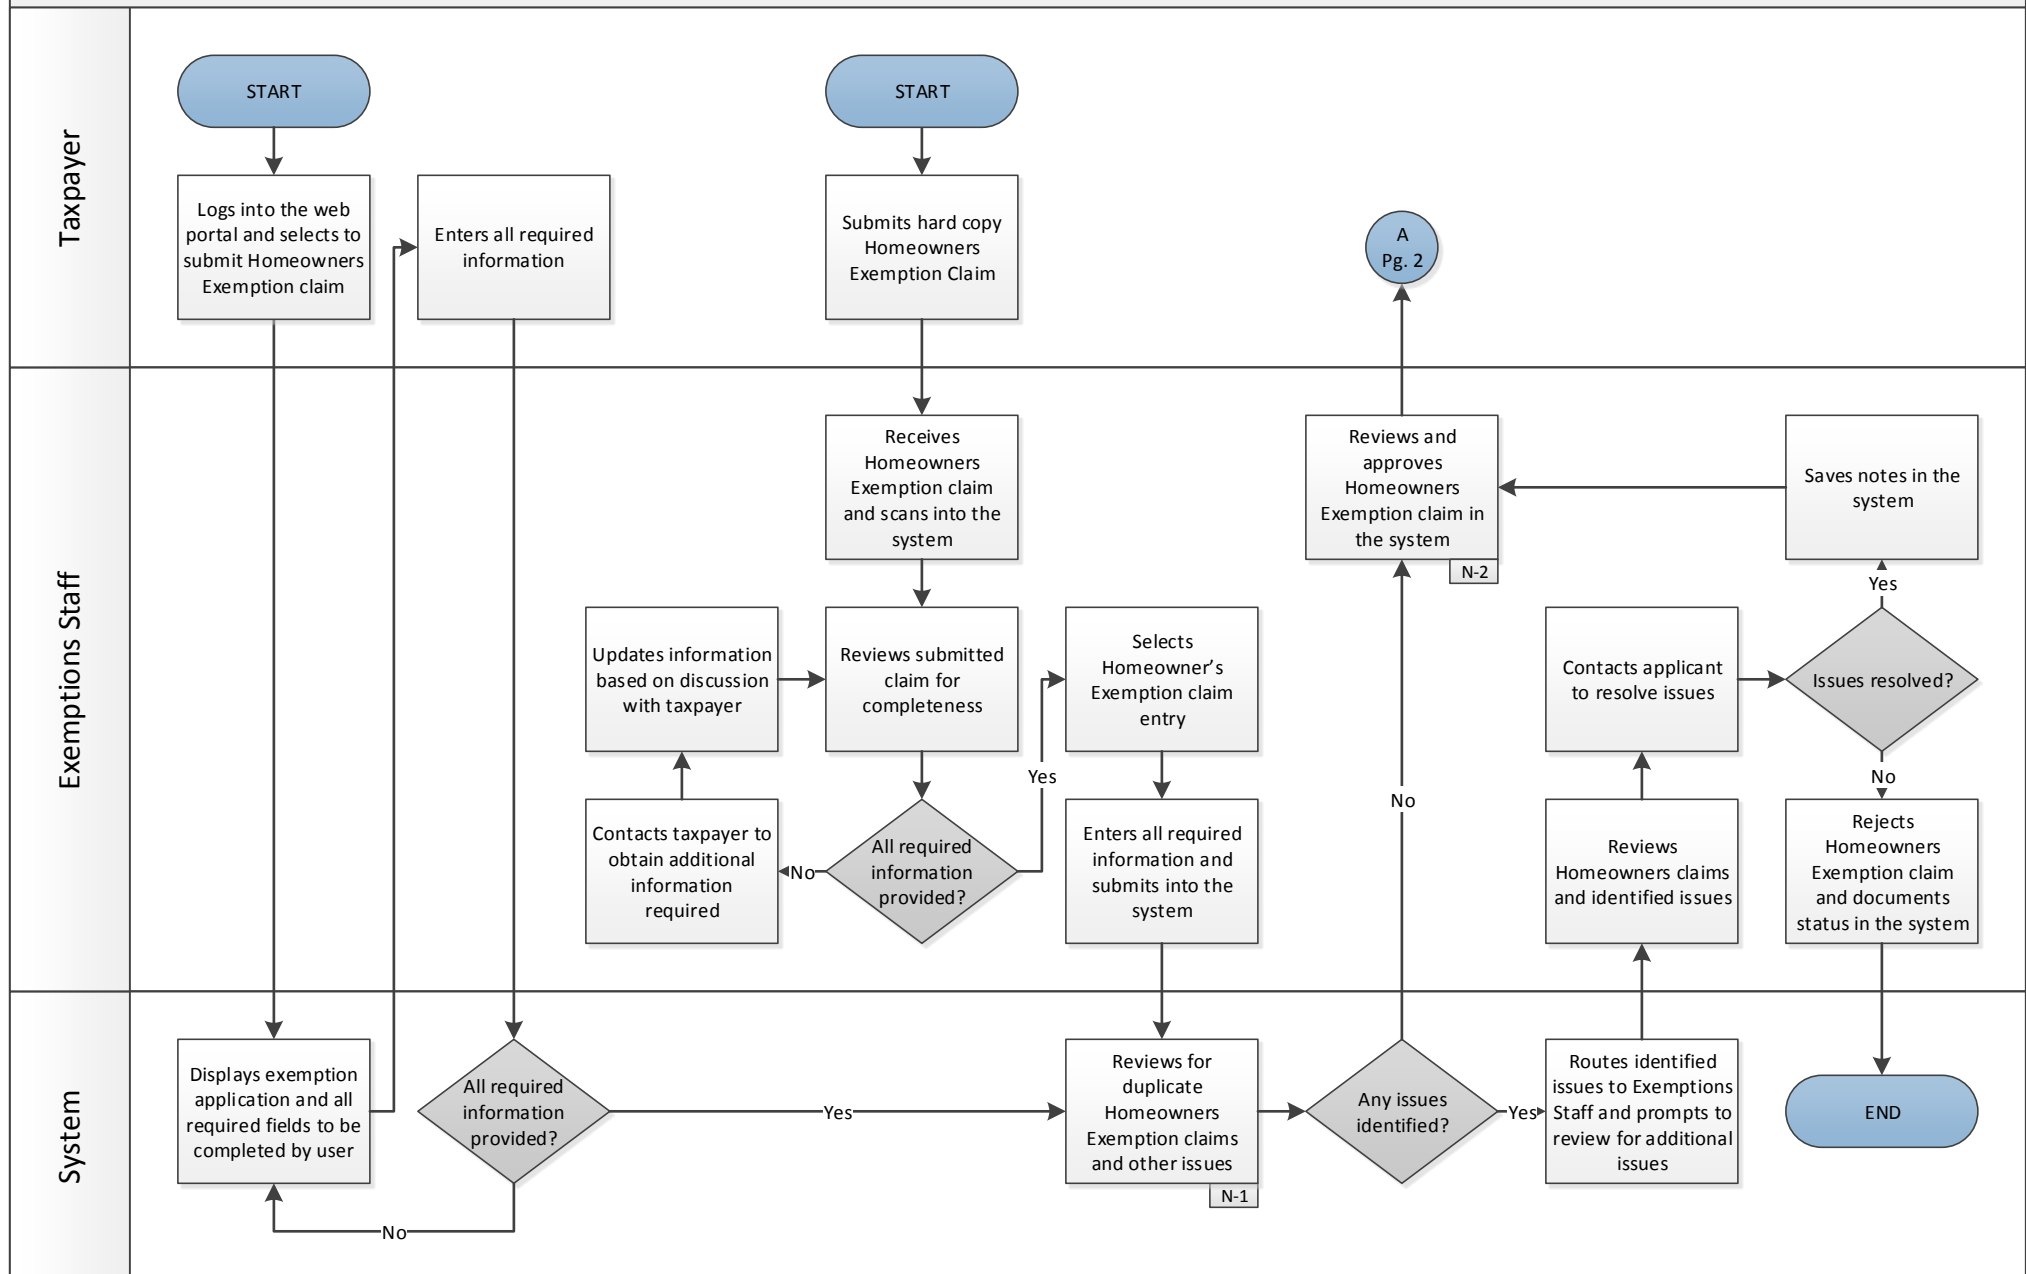 Taxpayer
START
START
Logs into the web
portal and selects to
submit Homeowners
Exemption claim
Enters all required
information
Submits hard copy
Homeowners
Exemption Claim
A
Pg. 2
Exemptions Staff
Receives
Homeowners
Exemption claim
and scans into the
system
Reviews and
approves
Homeowners
Exemption claim in
the system
N-2
Saves notes in the
system
Yes
Updates information
based on discussion
with taxpayer
Reviews submitted
claim for
completeness
Selects
Homeowner’s
Exemption claim
entry
Contacts applicant
to resolve issues
Issues resolved?
Yes
No
No
Contacts taxpayer to
obtain additional
information
required
No
All required
information
provided?
Enters all required
information and
submits into the
system
Reviews
Homeowners claims
and identified issues
Rejects
Homeowners
Exemption claim
and documents
status in the system
System
Displays exemption
application and all
required fields to be
completed by user
All required
information
provided?
Yes
Reviews for
duplicate
Homeowners
Exemption claims
and other issues
N-1
Any issues
identified?
Yes
Routes identified
issues to Exemptions
Staff and prompts to
review for additional
issues
END
No